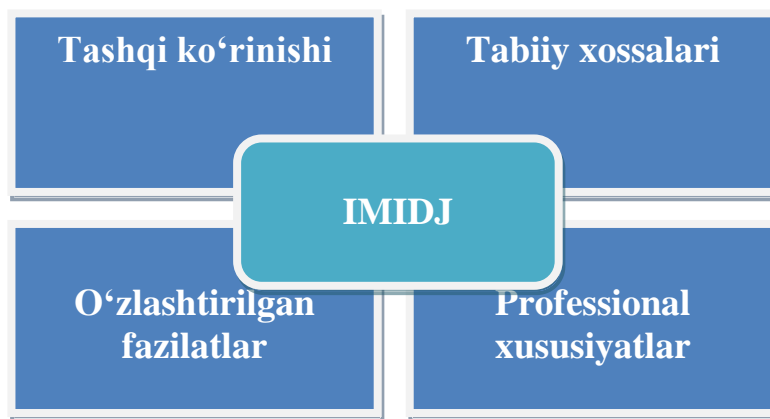 Tashqi ko‘rinishi
Tabiiy xossalari
IMIDJ
O‘zlashtirilgan
fazilatlar
Professional
xususiyatlar